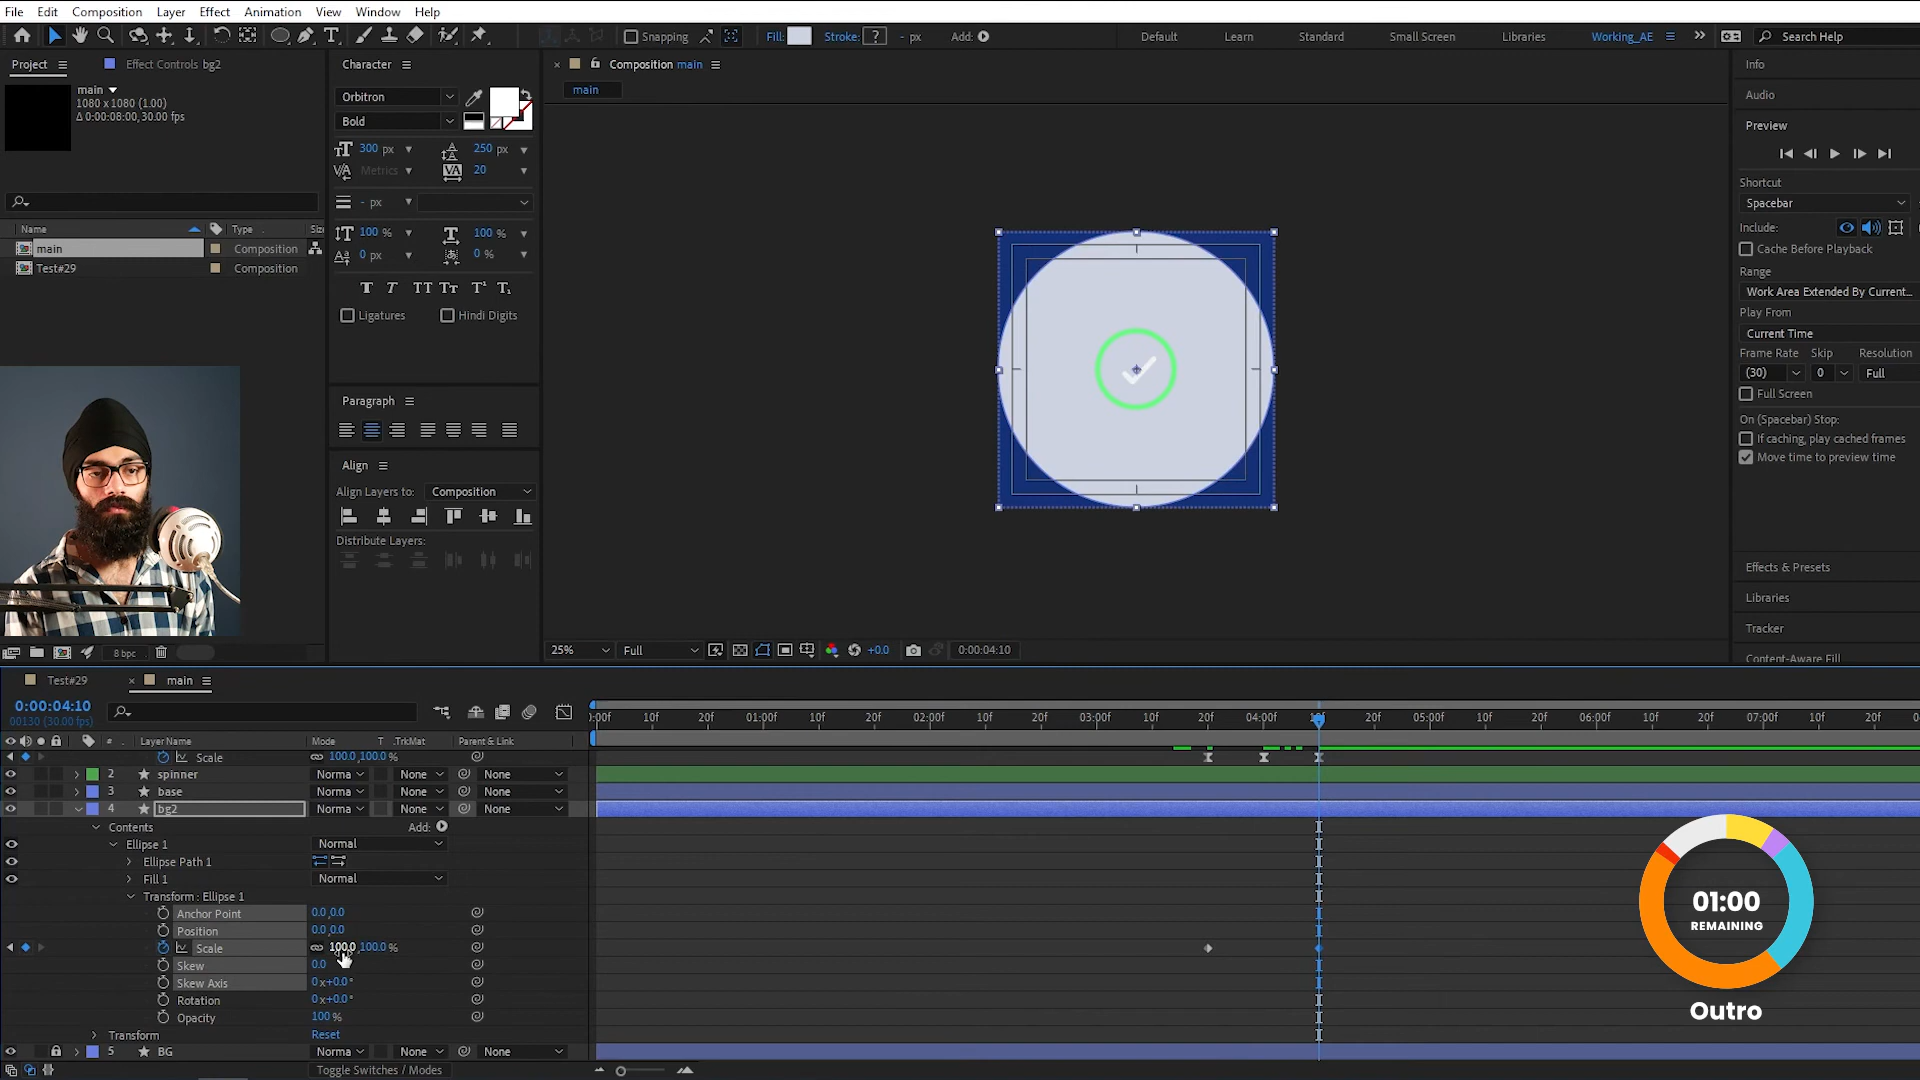 File Edit Composition Layer Effect Animation View Window Help
Snapping Fill: Stroke: ? - px Add: Default Learn Standard Small Screen Libraries Working_AE Search Help
Project Effect Controls bg2
main
1080 x 1080 (1.00)
Δ 0:00:08:00, 30.00 fps
Name Type
main Composition
Test#29 Composition
8 bpc
Character
Orbitron
Bold
300 px 250 px
Metrics 20
- px
100 % 100 %
0 px 0 %
T T TT Tт T¹ T₁
Ligatures Hindi Digits
Paragraph
Align
Align Layers to: Composition
Distribute Layers:
Composition main
main
25% Full +0.0 0:00:04:10
Info
Audio
Preview
Shortcut
Spacebar
Include:
Cache Before Playback
Range
Work Area Extended By Current...
Play From
Current Time
Frame Rate Skip Resolution
(30) 0 Full
Full Screen
On (Spacebar) Stop:
If caching, play cached frames
Move time to preview time
Effects & Presets
Libraries
Tracker
Content-Aware Fill
Test#29 main
0:00:04:10
00130 (30.00 fps)
:00f 10f 20f 01:00f 10f 20f 02:00f 10f 20f 03:00f 10f 20f 04:00f 20f 05:00f 10f 20f 06:00f 10f 20f 07:00f 10f 20f
# Layer Name Mode T .TrkMat Parent & Link
Scale 100.0,100.0%
2 spinner Norma None None
3 base Norma None None
4 bg2 Norma None None
Contents Add:
Ellipse 1 Normal
Ellipse Path 1
Fill 1 Normal
Transform : Ellipse 1
Anchor Point 0.0,0.0
Position 0.0,0.0
Scale 100.0,100.0%
Skew 0.0
Skew Axis 0x+0.0°
Rotation 0x+0.0°
Opacity 100%
Transform Reset
5 BG Norma None None
Toggle Switches / Modes
01:00
REMAINING
Outro